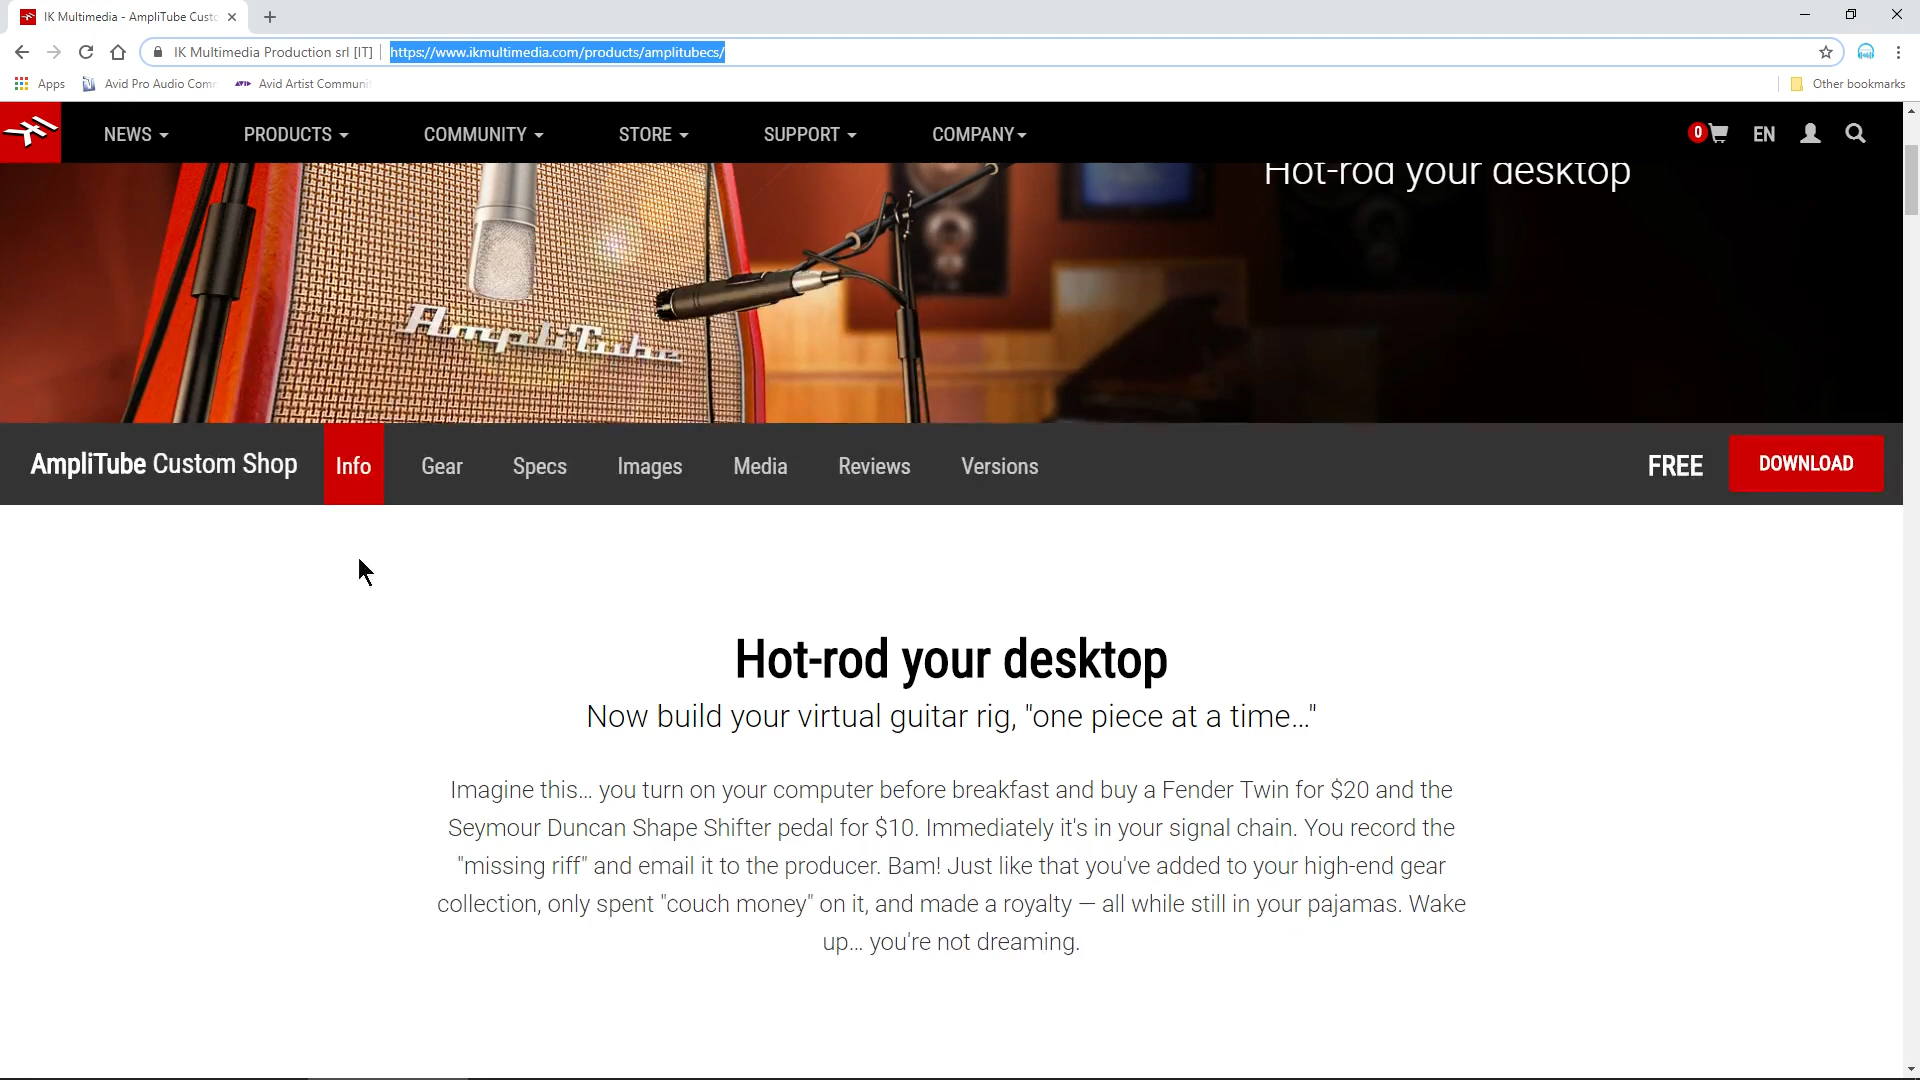 IK Multimedia - AmpliTube Custo
IK Multimedia Production srl [IT] | https://www.ikmultimedia.com/products/amplitubecs/
Apps Avid Pro Audio Com Avid Artist Communit Other bookmarks
NEWS PRODUCTS COMMUNITY STORE SUPPORT COMPANY 0 EN
Hot-rod your desktop
AmpliTube
AmpliTube Custom Shop Info Gear Specs Images Media Reviews Versions FREE DOWNLOAD
Hot-rod your desktop
Now build your virtual guitar rig, "one piece at a time..."
Imagine this... you turn on your computer before breakfast and buy a Fender Twin for $20 and the
Seymour Duncan Shape Shifter pedal for $10. Immediately it's in your signal chain. You record the
"missing riff" and email it to the producer. Bam! Just like that you've added to your high-end gear
collection, only spent "couch money" on it, and made a royalty — all while still in your pajamas. Wake
up... you're not dreaming.